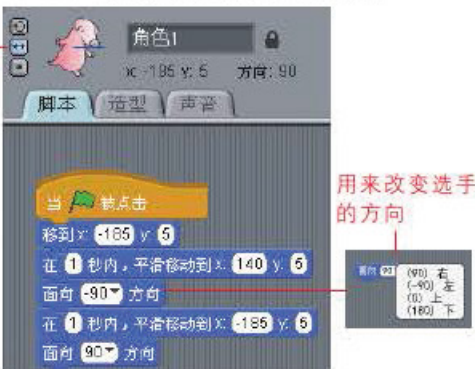 角色1
x: -185 y: 5 方向: 90
脚本 造型 声音
当 被点击
移到 x: -185 y: 5
在 1 秒内，平滑移动到 x: 140 y: 5
面向 -90 方向
在 1 秒内，平滑移动到 x: -185 y: 5
面向 90 方向
用来改变选手
的方向
面向 90
(90) 右
(-90) 左
(0) 上
(180) 下